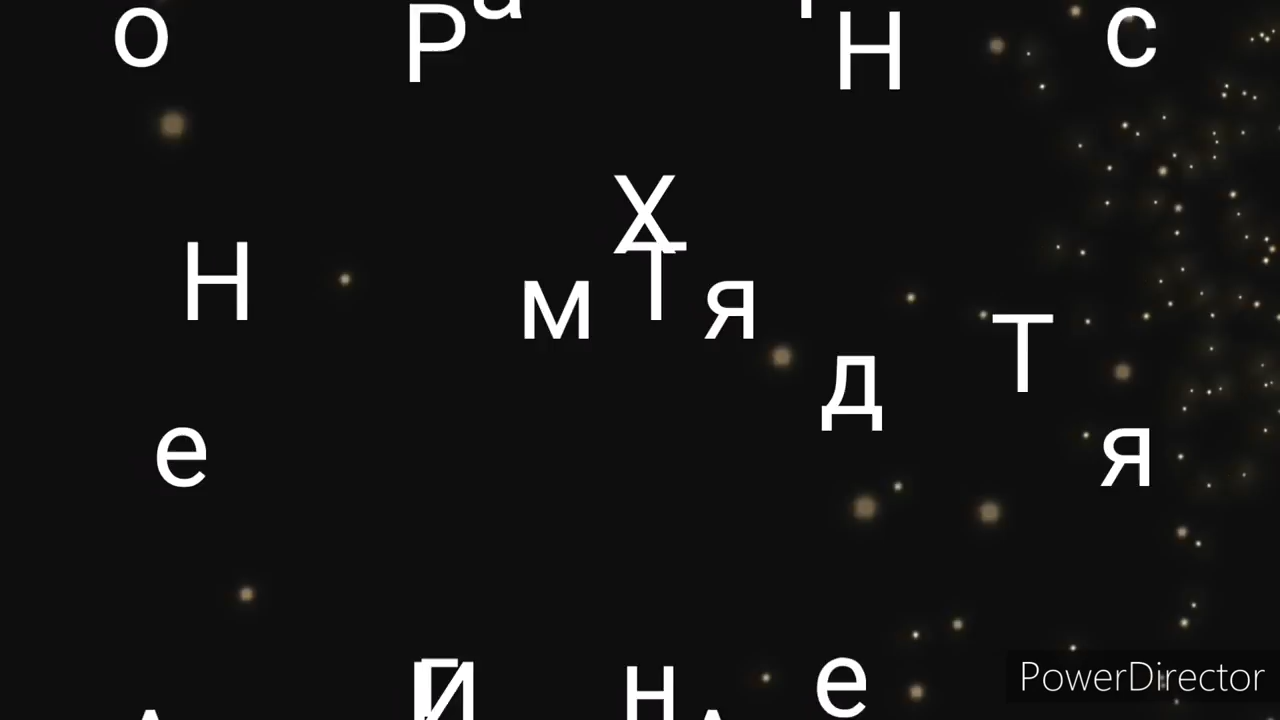 о Р а Н с
Х
Н м Т я
д Т
е я
г и н е
PowerDirector